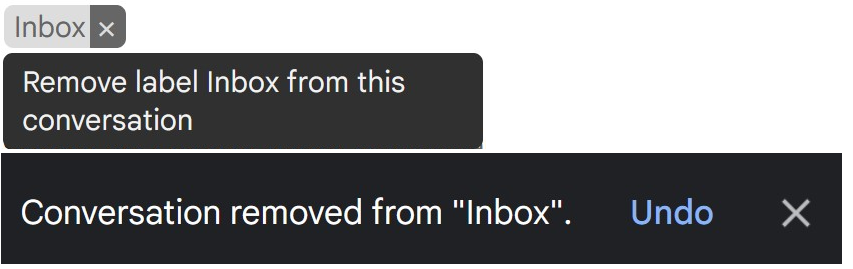 Inbox ×
Remove label Inbox from this
conversation
Conversation removed from "Inbox". Undo ×